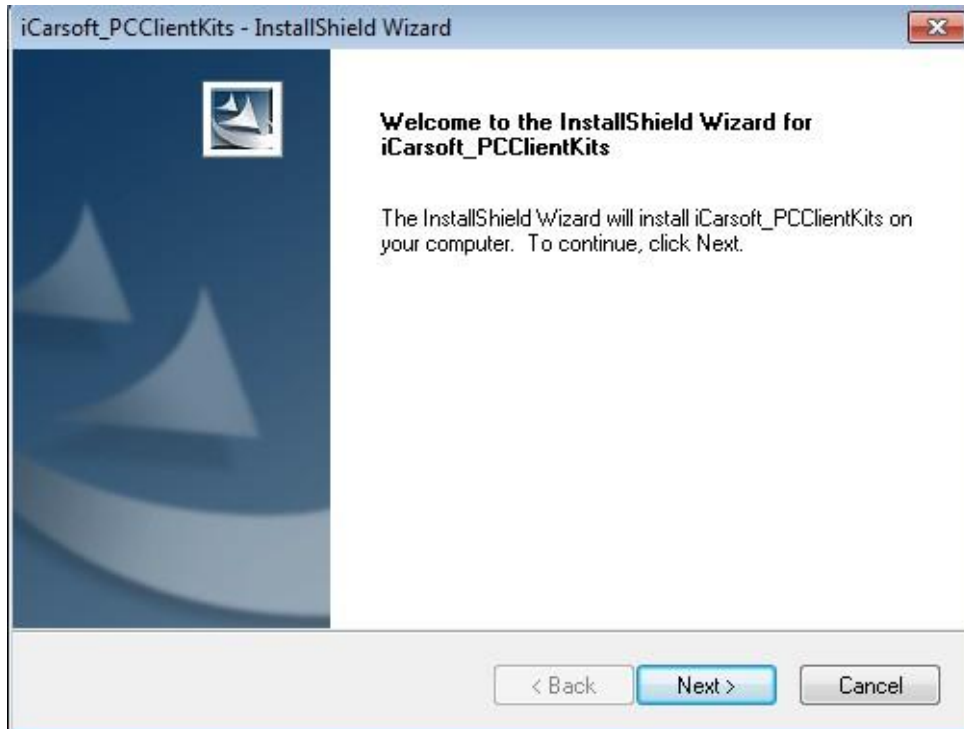 iCarsoft_PCClientKits - InstallShield Wizard
Welcome to the InstallShield Wizard for
iCarsoft_PCClientKits
The InstallShield Wizard will install iCarsoft_PCClientKits on
your computer.  To continue, click Next.
< Back Next > Cancel